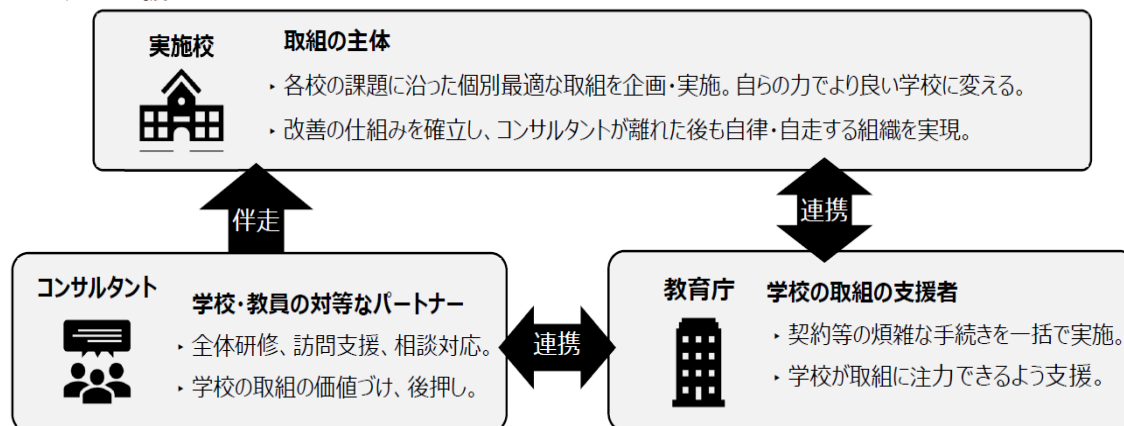 実施校
取組の主体
‣ 各校の課題に沿った個別最適な取組を企画・実施。自らの力でより良い学校に変える。
‣ 改善の仕組みを確立し、コンサルタントが離れた後も自律・自走する組織を実現。
伴走
連携
コンサルタント
学校・教員の対等なパートナー
‣ 全体研修、訪問支援、相談対応。
‣ 学校の取組の価値づけ、後押し。
連携
教育庁
学校の取組の支援者
‣ 契約等の煩雑な手続きを一括で実施。
‣ 学校が取組に注力できるよう支援。